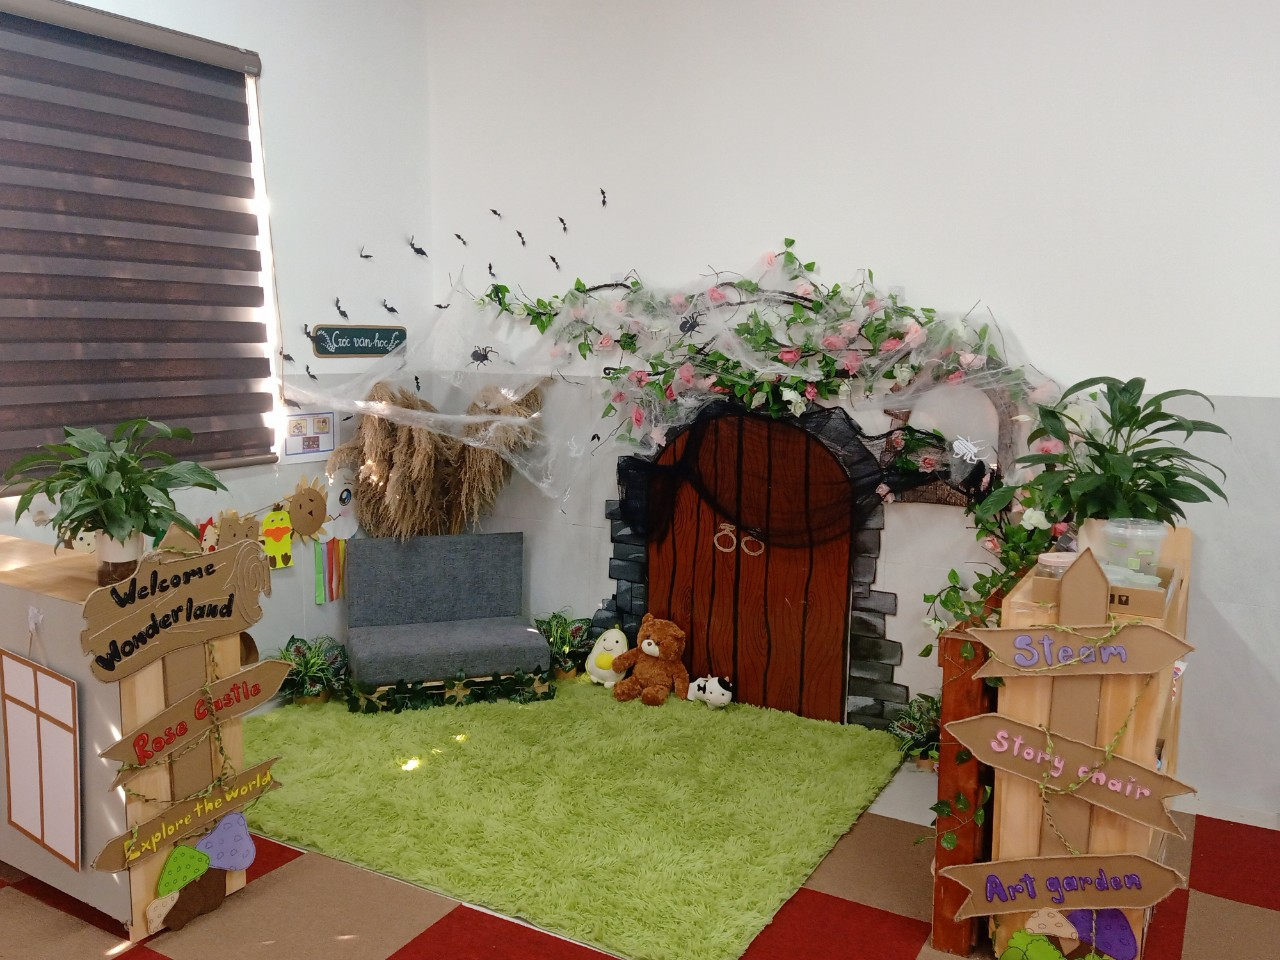 Góc văn học
Welcome
Wonderland
Rose Castle
Explore the world
Steam
Story chair
Art garden